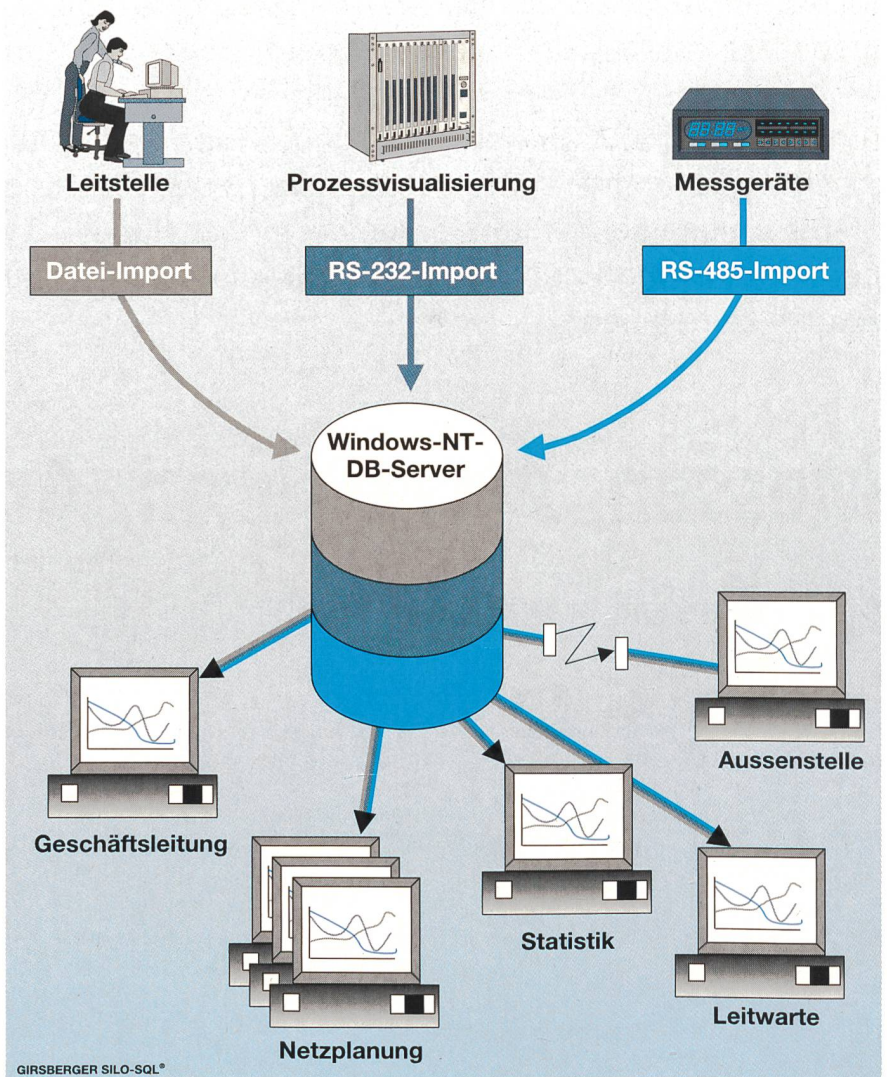 Leitstelle
Prozessvisualisierung
Messgeräte
Datei-Import
RS-232-Import
RS-485-Import
Windows-NT-
DB-Server
Aussenstelle
Geschäftsleitung
Statistik
Leitwarte
Netzplanung
GIRSBERGER SILO-SQL®